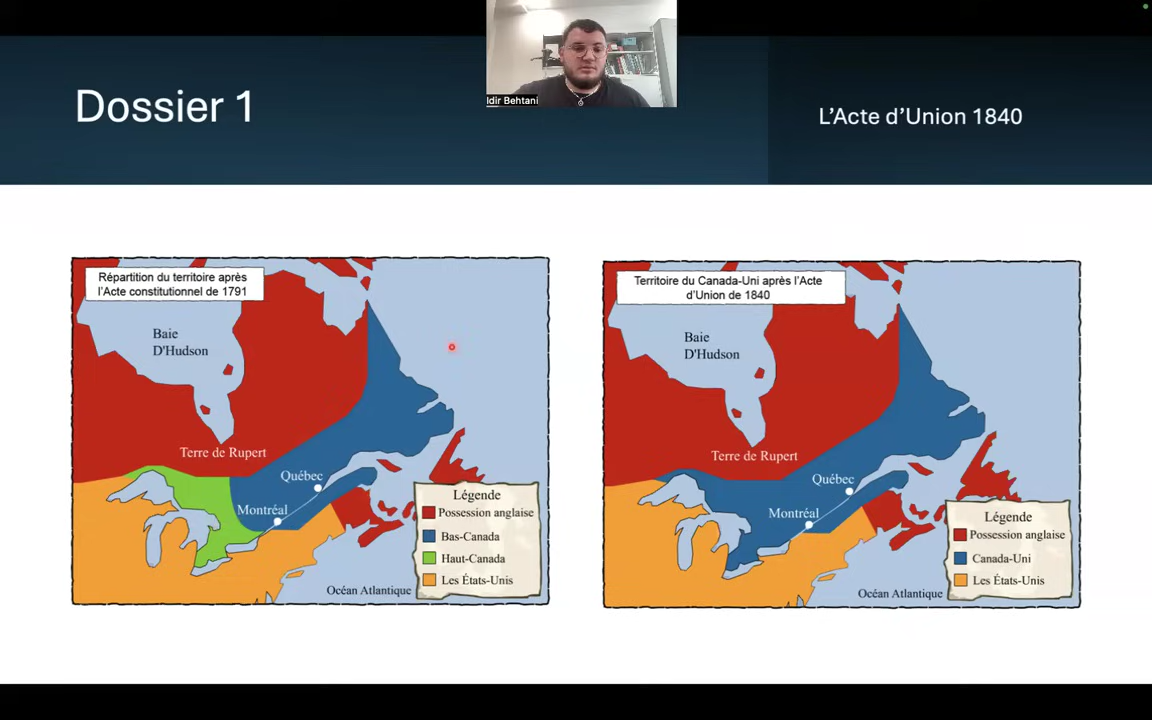 Idir Behtani
Dossier 1
L'Acte d'Union 1840
Répartition du territoire après
l'Acte constitutionnel de 1791
Baie
D'Hudson
Terre de Rupert
Québec
Montréal
Océan Atlantique
Légende
Possession anglaise
Bas-Canada
Haut-Canada
Les États-Unis
Territoire du Canada-Uni après l'Acte
d'Union de 1840
Baie
D'Hudson
Terre de Rupert
Québec
Montréal
Océan Atlantique
Légende
Possession anglaise
Canada-Uni
Les États-Unis